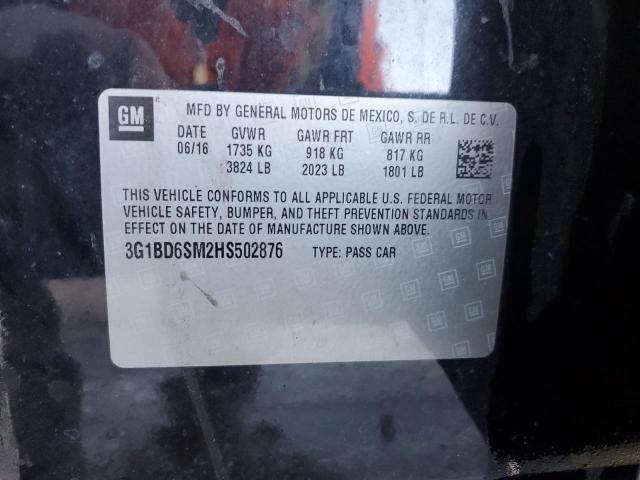 GM
MFD BY GENERAL MOTORS DE MEXICO, S. DE R.L. DE C.V.
DATE GVWR GAWR FRT GAWR RR
06/16 1735 KG 918 KG 817 KG
3824 LB 2023 LB 1801 LB
THIS VEHICLE CONFORMS TO ALL APPLICABLE U.S. FEDERAL MOTOR
VEHICLE SAFETY, BUMPER, AND THEFT PREVENTION STANDARDS IN
EFFECT ON THE DATE OF MANUFACTURE SHOWN ABOVE.
3G1BD6SM2HS502876 TYPE: PASS CAR